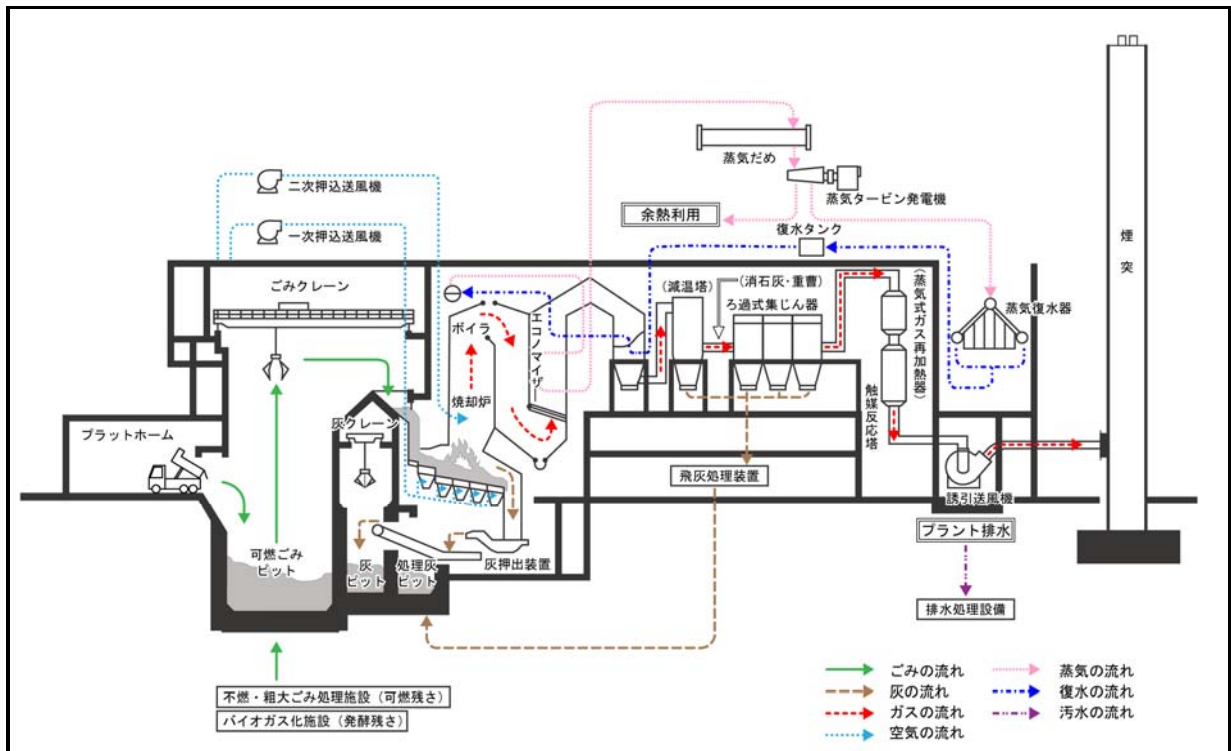 蒸気だめ
蒸気タービン発電機
二次押込送風機
余熱利用
一次押込送風機
復水タンク
煙突
ごみクレーン
(減温塔)
(消石灰・重曹)
ろ過式集じん器
(蒸気式ガス再加熱器)
蒸気復水器
ボイラ
エコノマイザー
焼却炉
灰クレーン
触媒反応塔
プラットホーム
飛灰処理装置
誘引送風機
プラント排水
可燃ごみ
ピット
灰
ピット
処理灰
ピット
灰押出装置
排水処理設備
不燃・粗大ごみ処理施設（可燃残さ）
バイオガス化施設（発酵残さ）
ごみの流れ
灰の流れ
ガスの流れ
空気の流れ
蒸気の流れ
復水の流れ
汚水の流れ